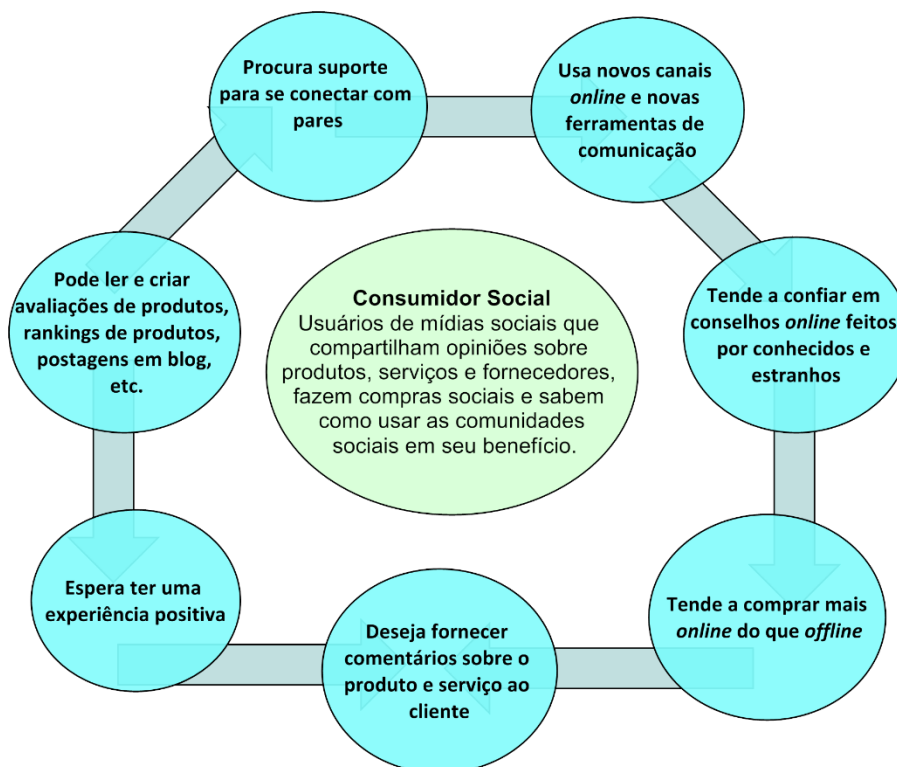 Procura suporte
para se conectar com
pares
Usa novos canais
online e novas
ferramentas de
comunicação
Pode ler e criar
avaliações de produtos,
rankings de produtos,
postagens em blog,
etc.
Consumidor Social
Usuários de mídias sociais que
compartilham opiniões sobre
produtos, serviços e fornecedores,
fazem compras sociais e sabem
como usar as comunidades
sociais em seu benefício.
Tende a confiar em
conselhos online feitos
por conhecidos e
estranhos
Espera ter uma
experiência positiva
Deseja fornecer
comentários sobre o
produto e serviço ao
cliente
Tende a comprar mais
online do que offline